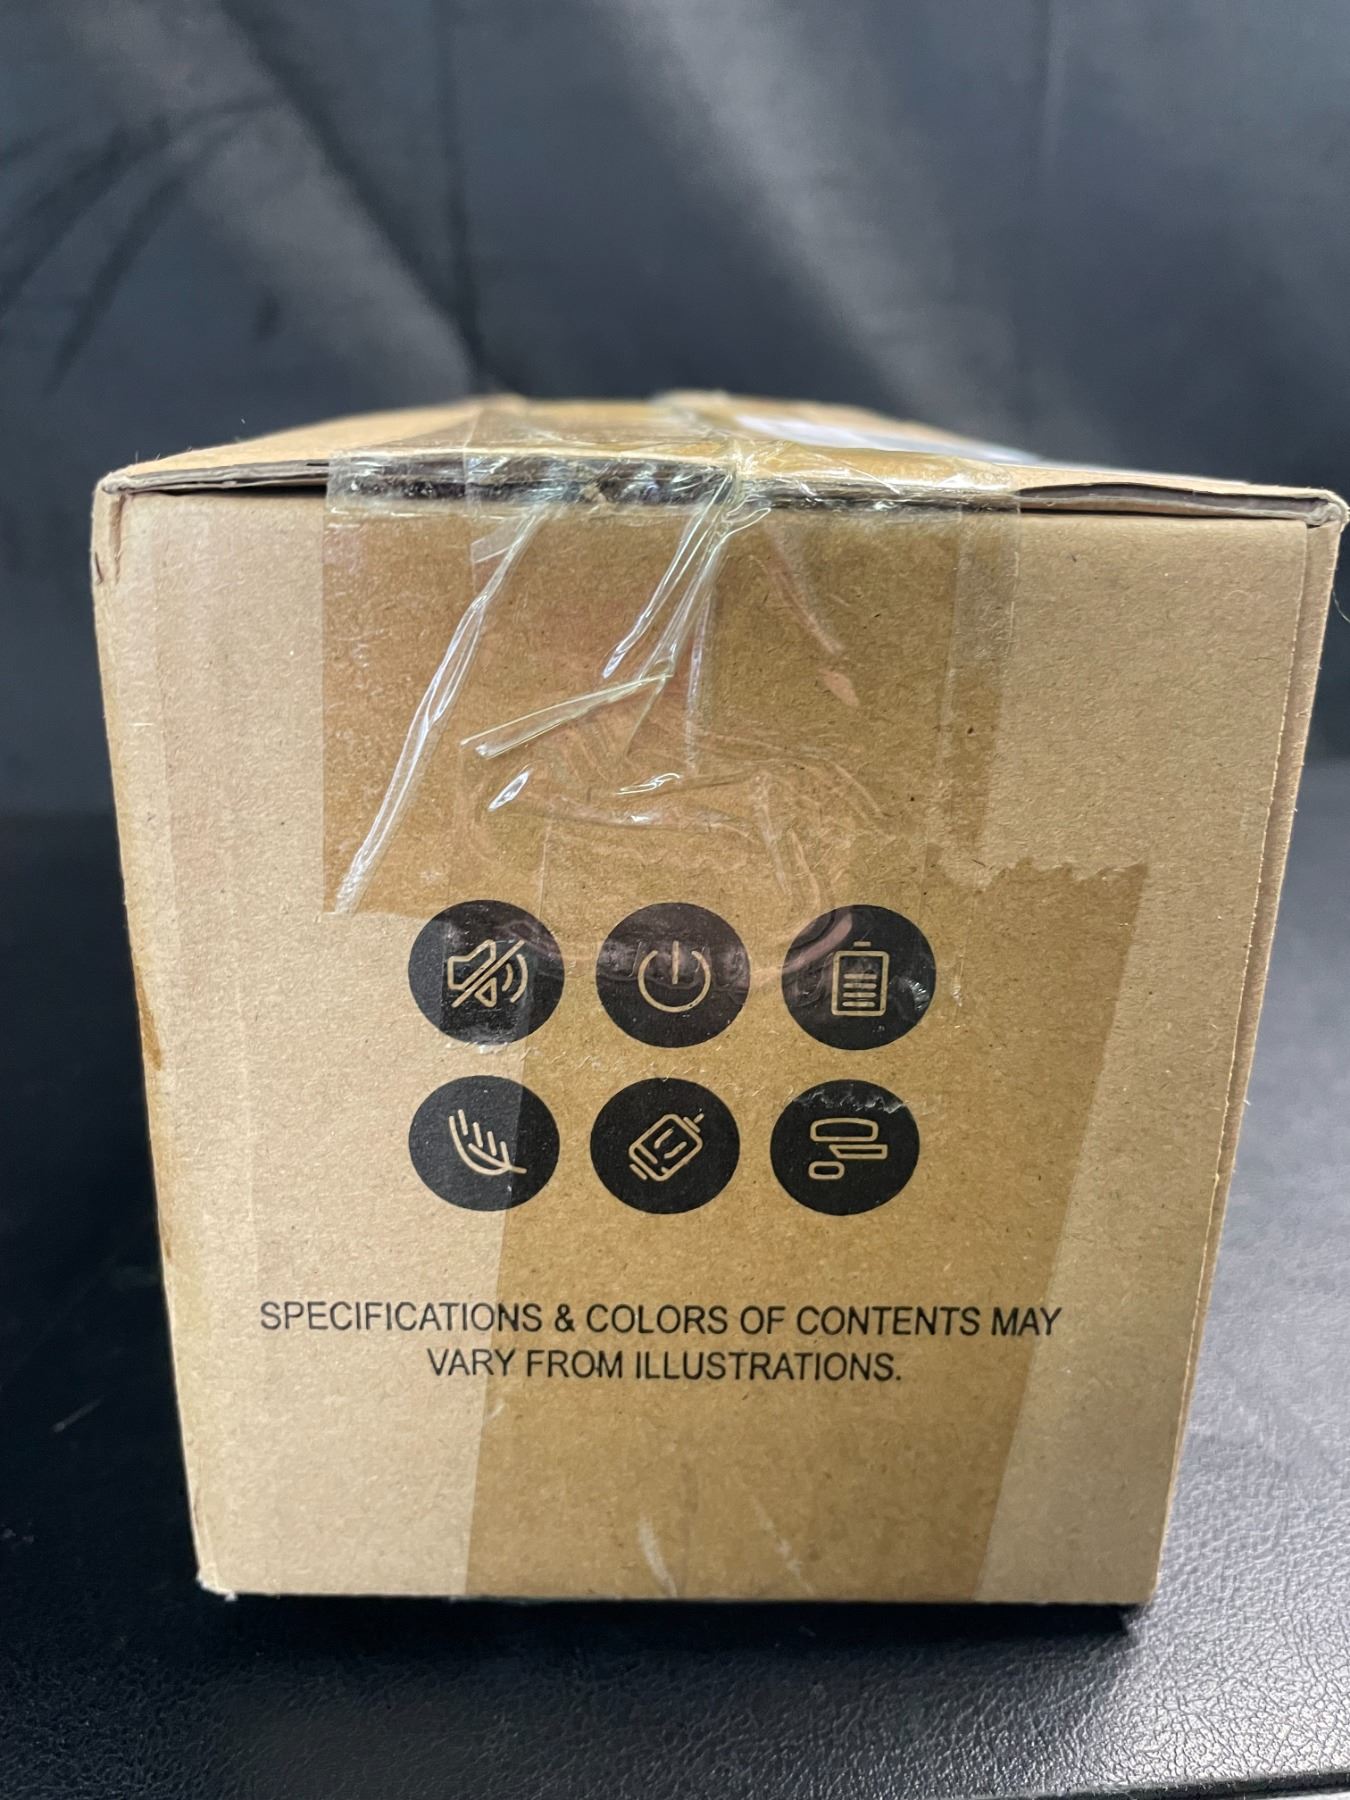 SPECIFICATIONS & COLORS OF CONTENTS MAY
VARY FROM ILLUSTRATIONS.